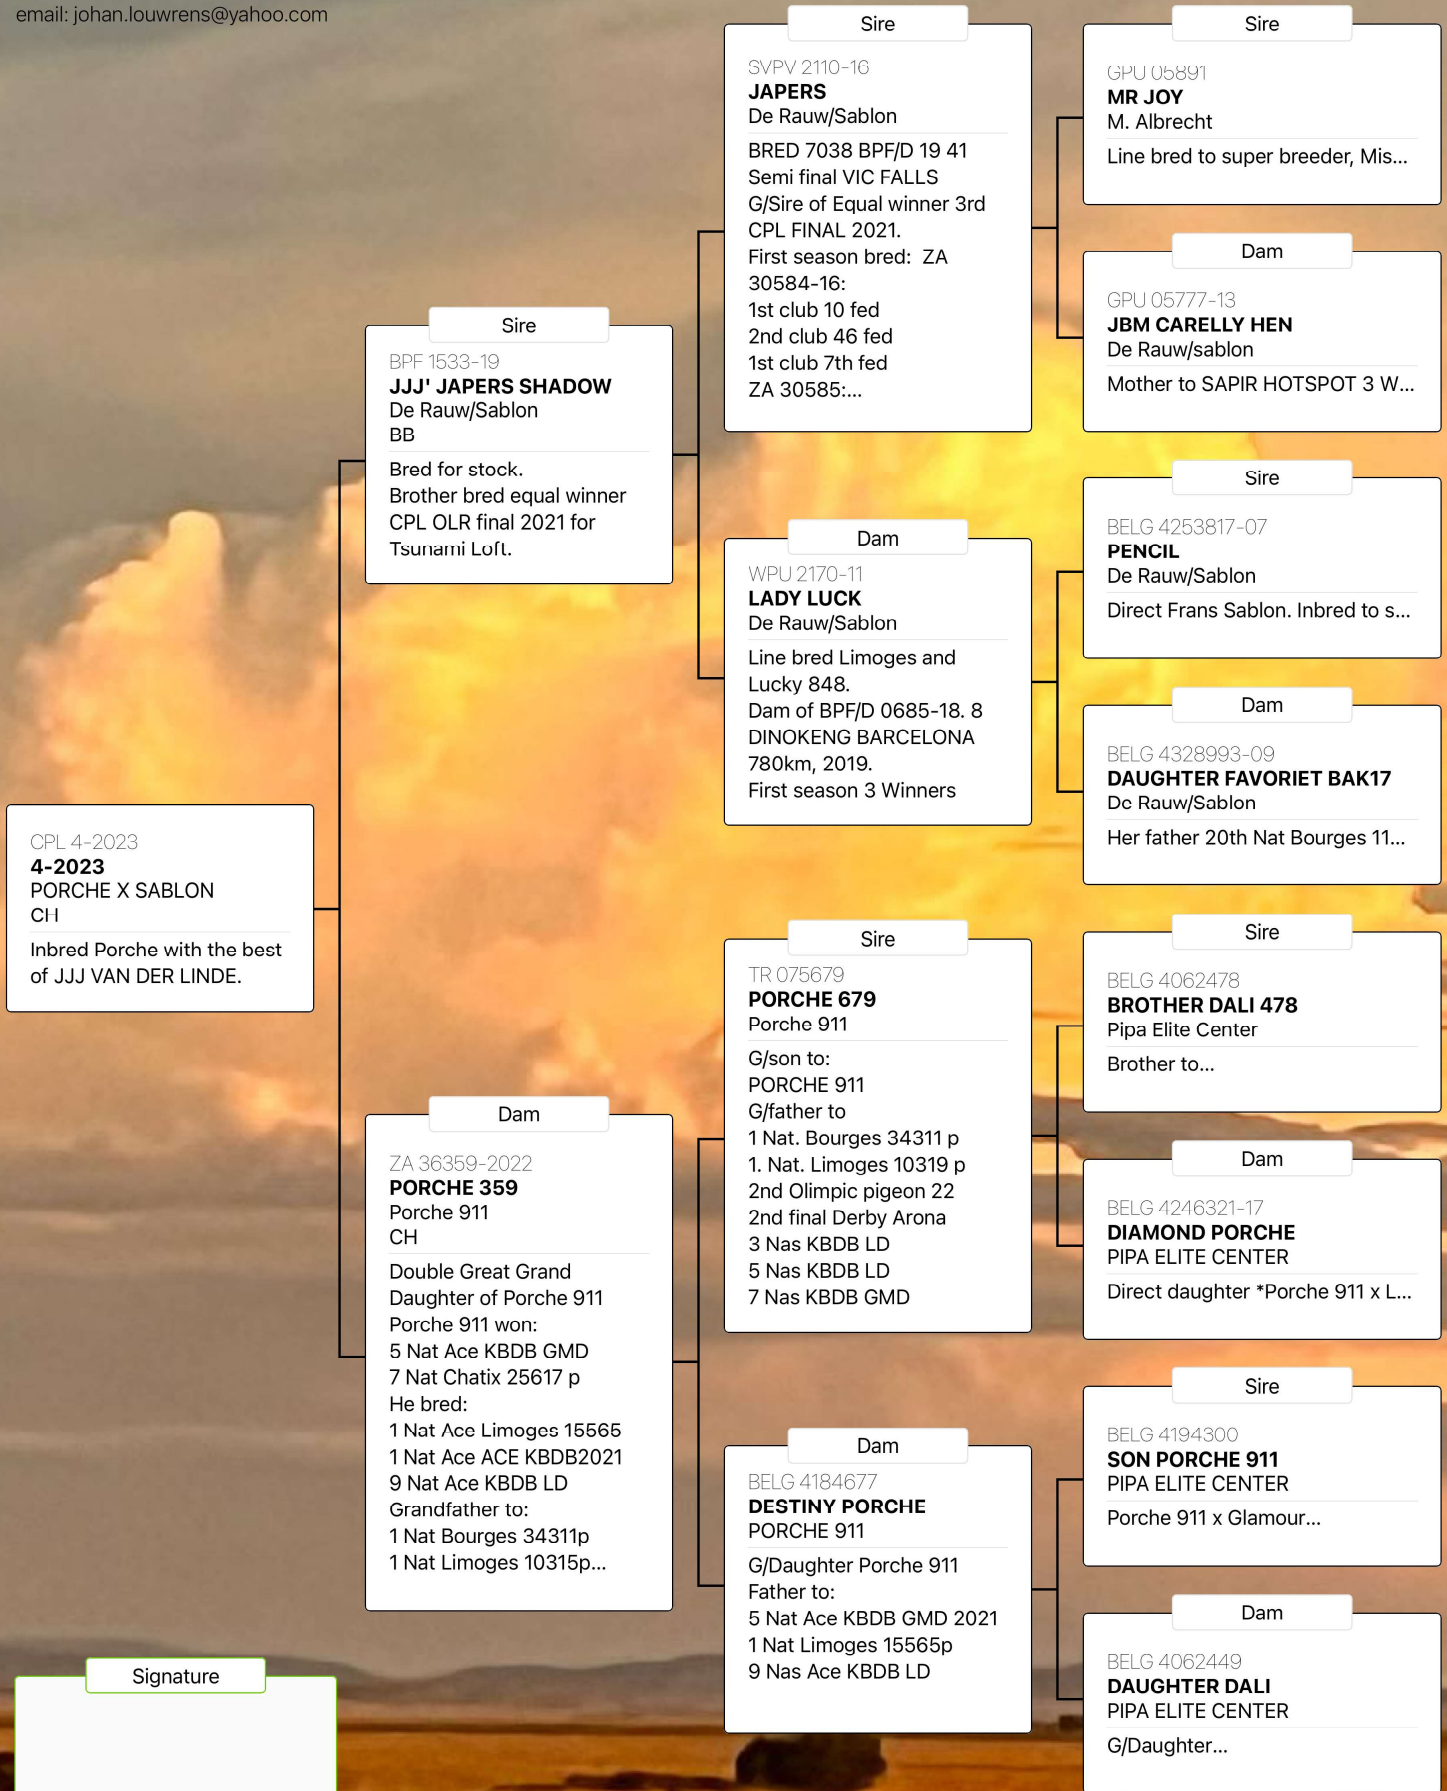 email: johan.louwrens@yahoo.com
CPL 4-2023
4-2023
PORCHE X SABLON
CH
Inbred Porche with the best
of JJJ VAN DER LINDE.
Sire
BPF 1533-19
JJJ' JAPERS SHADOW
De Rauw/Sablon
BB
Bred for stock.
Brother bred equal winner
CPL OLR final 2021 for
Tsunami Loft.
Dam
ZA 36359-2022
PORCHE 359
Porche 911
CH
Double Great Grand
Daughter of Porche 911
Porche 911 won:
5 Nat Ace KBDB GMD
7 Nat Chatix 25617 p
He bred:
1 Nat Ace Limoges 15565
1 Nat Ace ACE KBDB2021
9 Nat Ace KBDB LD
Grandfather to:
1 Nat Bourges 34311p
1 Nat Limoges 10315p...
Sire
SVPV 2110-16
JAPERS
De Rauw/Sablon
BRED 7038 BPF/D 19 41
Semi final VIC FALLS
G/Sire of Equal winner 3rd
CPL FINAL 2021.
First season bred:  ZA
30584-16:
1st club 10 fed
2nd club 46 fed
1st club 7th fed
ZA 30585:...
Dam
WPU 2170-11
LADY LUCK
De Rauw/Sablon
Line bred Limoges and
Lucky 848.
Dam of BPF/D 0685-18. 8
DINOKENG BARCELONA
780km, 2019.
First season 3 Winners
Sire
TR 075679
PORCHE 679
Porche 911
G/son to:
PORCHE 911
G/father to
1 Nat. Bourges 34311 p
1. Nat. Limoges 10319 p
2nd Olimpic pigeon 22
2nd final Derby Arona
3 Nas KBDB LD
5 Nas KBDB LD
7 Nas KBDB GMD
Dam
BELG 4184677
DESTINY PORCHE
PORCHE 911
G/Daughter Porche 911
Father to:
5 Nat Ace KBDB GMD 2021
1 Nat Limoges 15565p
9 Nas Ace KBDB LD
Sire
GPU 05891
MR JOY
M. Albrecht
Line bred to super breeder, Mis...
Dam
GPU 05777-13
JBM CARELLY HEN
De Rauw/sablon
Mother to SAPIR HOTSPOT 3 W...
Sire
BELG 4253817-07
PENCIL
De Rauw/Sablon
Direct Frans Sablon. Inbred to s...
Dam
BELG 4328993-09
DAUGHTER FAVORIET BAK17
De Rauw/Sablon
Her father 20th Nat Bourges 11...
Sire
BELG 4062478
BROTHER DALI 478
Pipa Elite Center
Brother to...
Dam
BELG 4246321-17
DIAMOND PORCHE
PIPA ELITE CENTER
Direct daughter *Porche 911 x L...
Sire
BELG 4194300
SON PORCHE 911
PIPA ELITE CENTER
Porche 911 x Glamour...
Dam
BELG 4062449
DAUGHTER DALI
PIPA ELITE CENTER
G/Daughter...
Signature